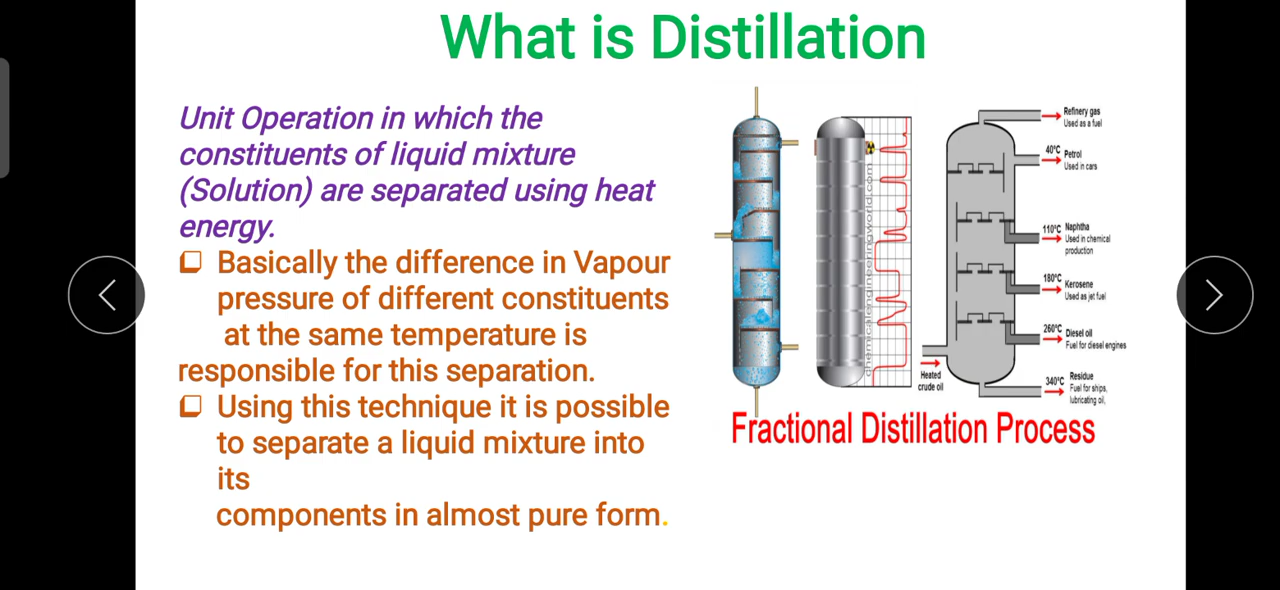 What is Distillation
Unit Operation in which the
constituents of liquid mixture
(Solution) are separated using heat
energy.
Basically the difference in Vapour
pressure of different constituents
at the same temperature is
responsible for this separation.
Using this technique it is possible
to separate a liquid mixture into
its
components in almost pure form.
chemicalengineeringworld.com
Refinery gas
Used as a fuel
40°C Petrol
Used in cars
110°C Naphtha
Used in chemical
production
180°C Kerosene
Used as jet fuel
260°C Diesel oil
Fuel for diesel engines
Heated
crude oil
340°C Residue
Fuel for ships,
lubricating oil,
Fractional Distillation Process